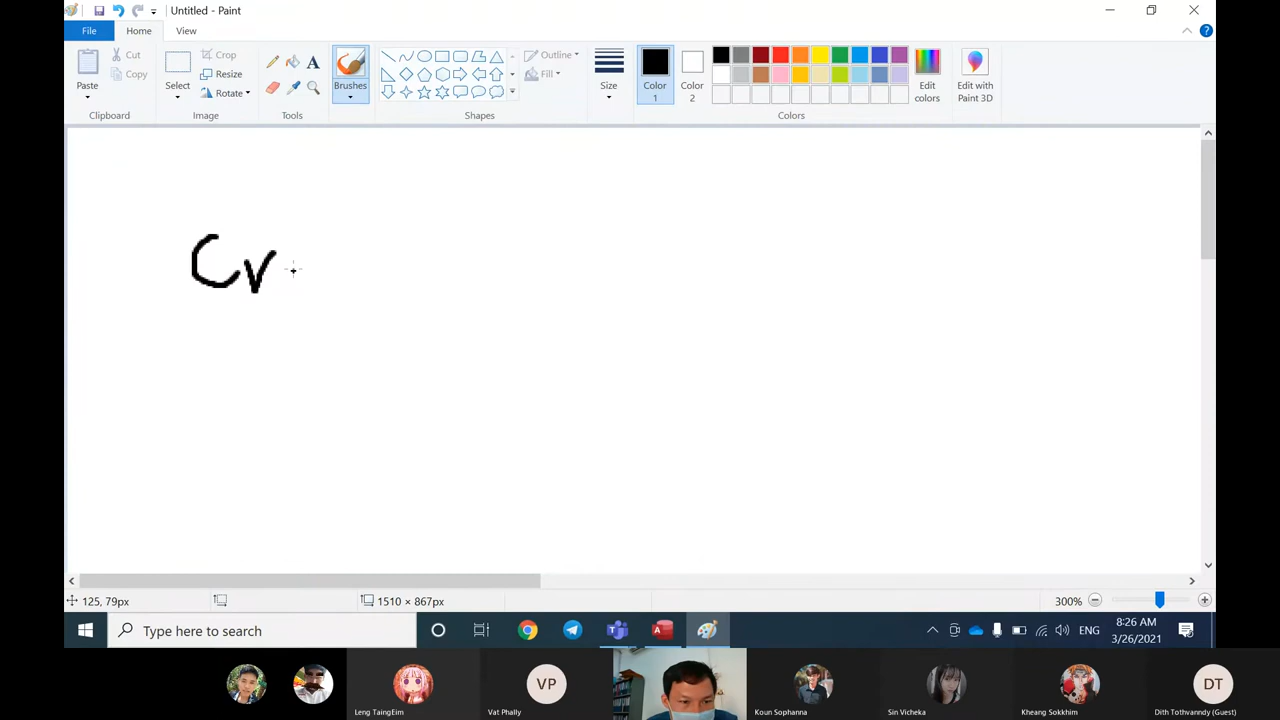 Untitled - Paint
File
Home
View
Paste
Cut
Copy
Clipboard
Select
Crop
Resize
Rotate
Image
Tools
Brushes
Shapes
Outline
Fill
Size
Color
1
Color
2
Colors
Edit
colors
Edit with
Paint 3D
Cv
125, 79px
1510 × 867px
300%
Type here to search
ENG
8:26 AM
3/26/2021
Leng TaingEim
VP
Vat Phally
Koun Sophanna
Sin Vicheka
Kheang Sokkhim
DT
Dith Tothvanndy (Guest)